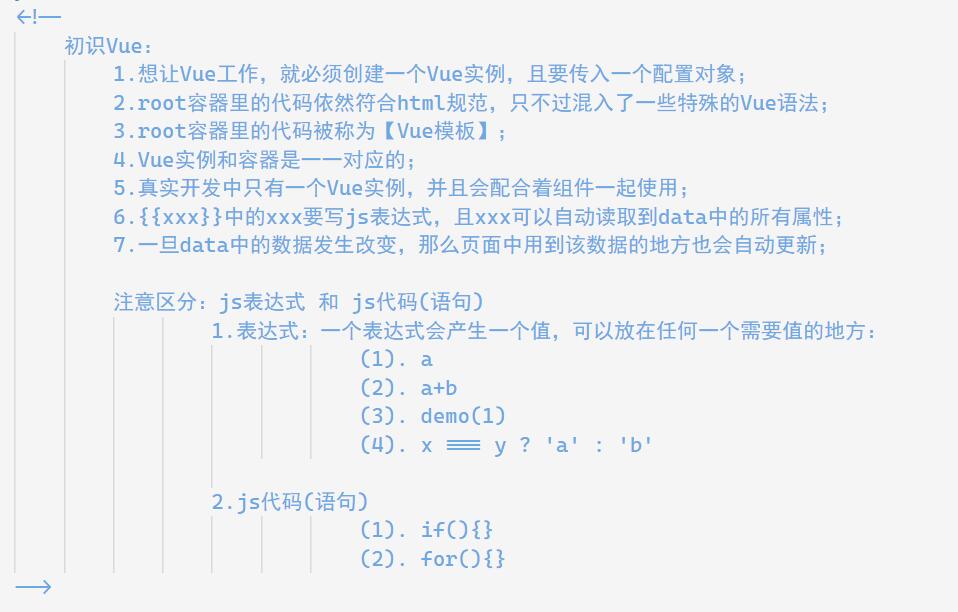 <!--
初识Vue：
1.想让Vue工作，就必须创建一个Vue实例，且要传入一个配置对象；
2.root容器里的代码依然符合html规范，只不过混入了一些特殊的Vue语法；
3.root容器里的代码被称为【Vue模板】；
4.Vue实例和容器是一一对应的；
5.真实开发中只有一个Vue实例，并且会配合着组件一起使用；
6.{{xxx}}中的xxx要写js表达式，且xxx可以自动读取到data中的所有属性；
7.一旦data中的数据发生改变，那么页面中用到该数据的地方也会自动更新；
注意区分：js表达式 和 js代码(语句)
1.表达式：一个表达式会产生一个值，可以放在任何一个需要值的地方：
(1). a
(2). a+b
(3). demo(1)
(4). x === y ? 'a' : 'b'
2.js代码(语句)
(1). if(){}
(2). for(){}
-->